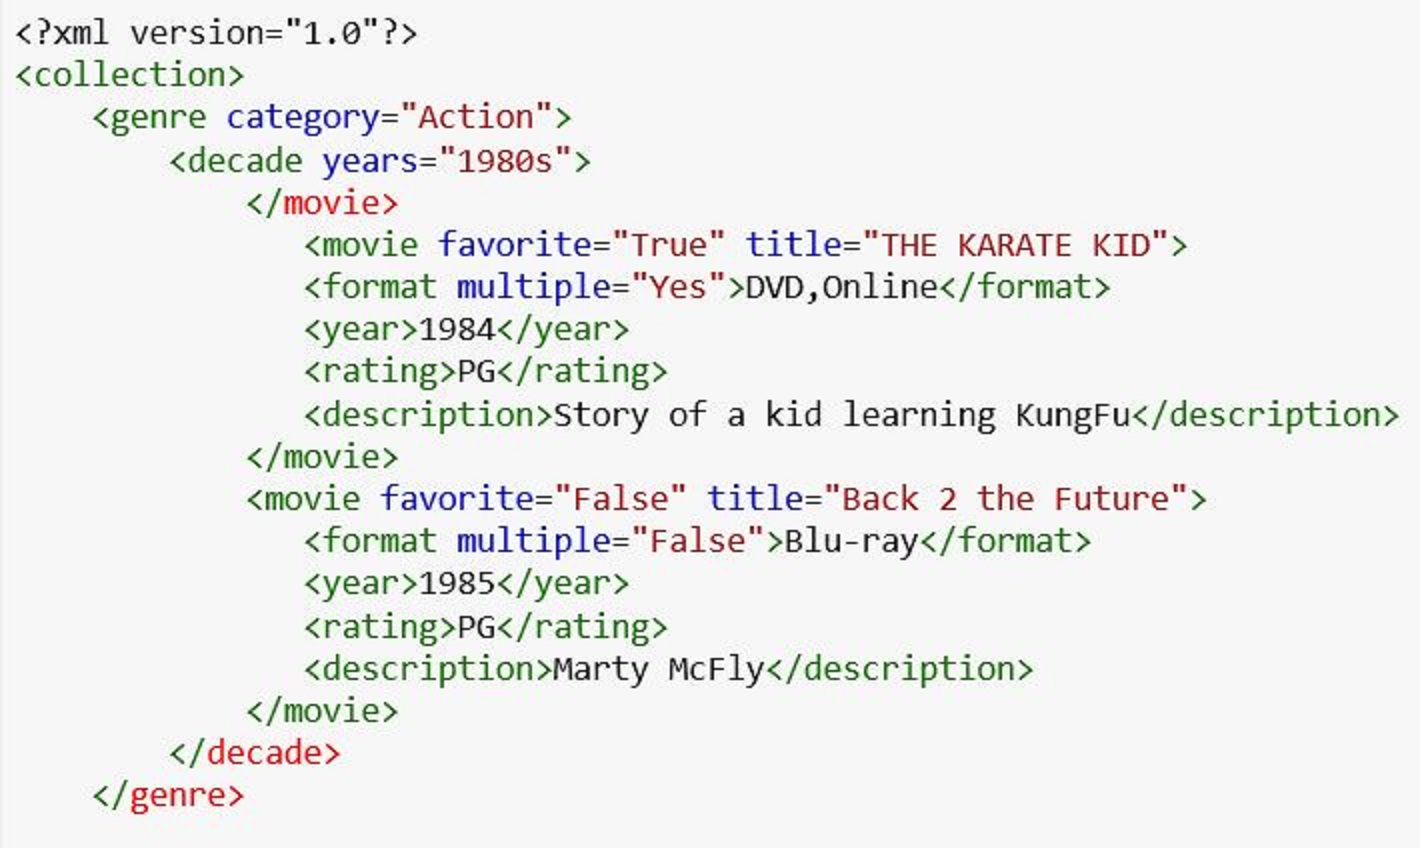 <?xml version="1.0"?>
<collection>
    <genre category="Action">
        <decade years="1980s">
            </movie>
               <movie favorite="True" title="THE KARATE KID">
               <format multiple="Yes">DVD,Online</format>
               <year>1984</year>
               <rating>PG</rating>
               <description>Story of a kid learning KungFu</description>
            </movie>
            <movie favorite="False" title="Back 2 the Future">
               <format multiple="False">Blu-ray</format>
               <year>1985</year>
               <rating>PG</rating>
               <description>Marty McFly</description>
            </movie>
        </decade>
    </genre>